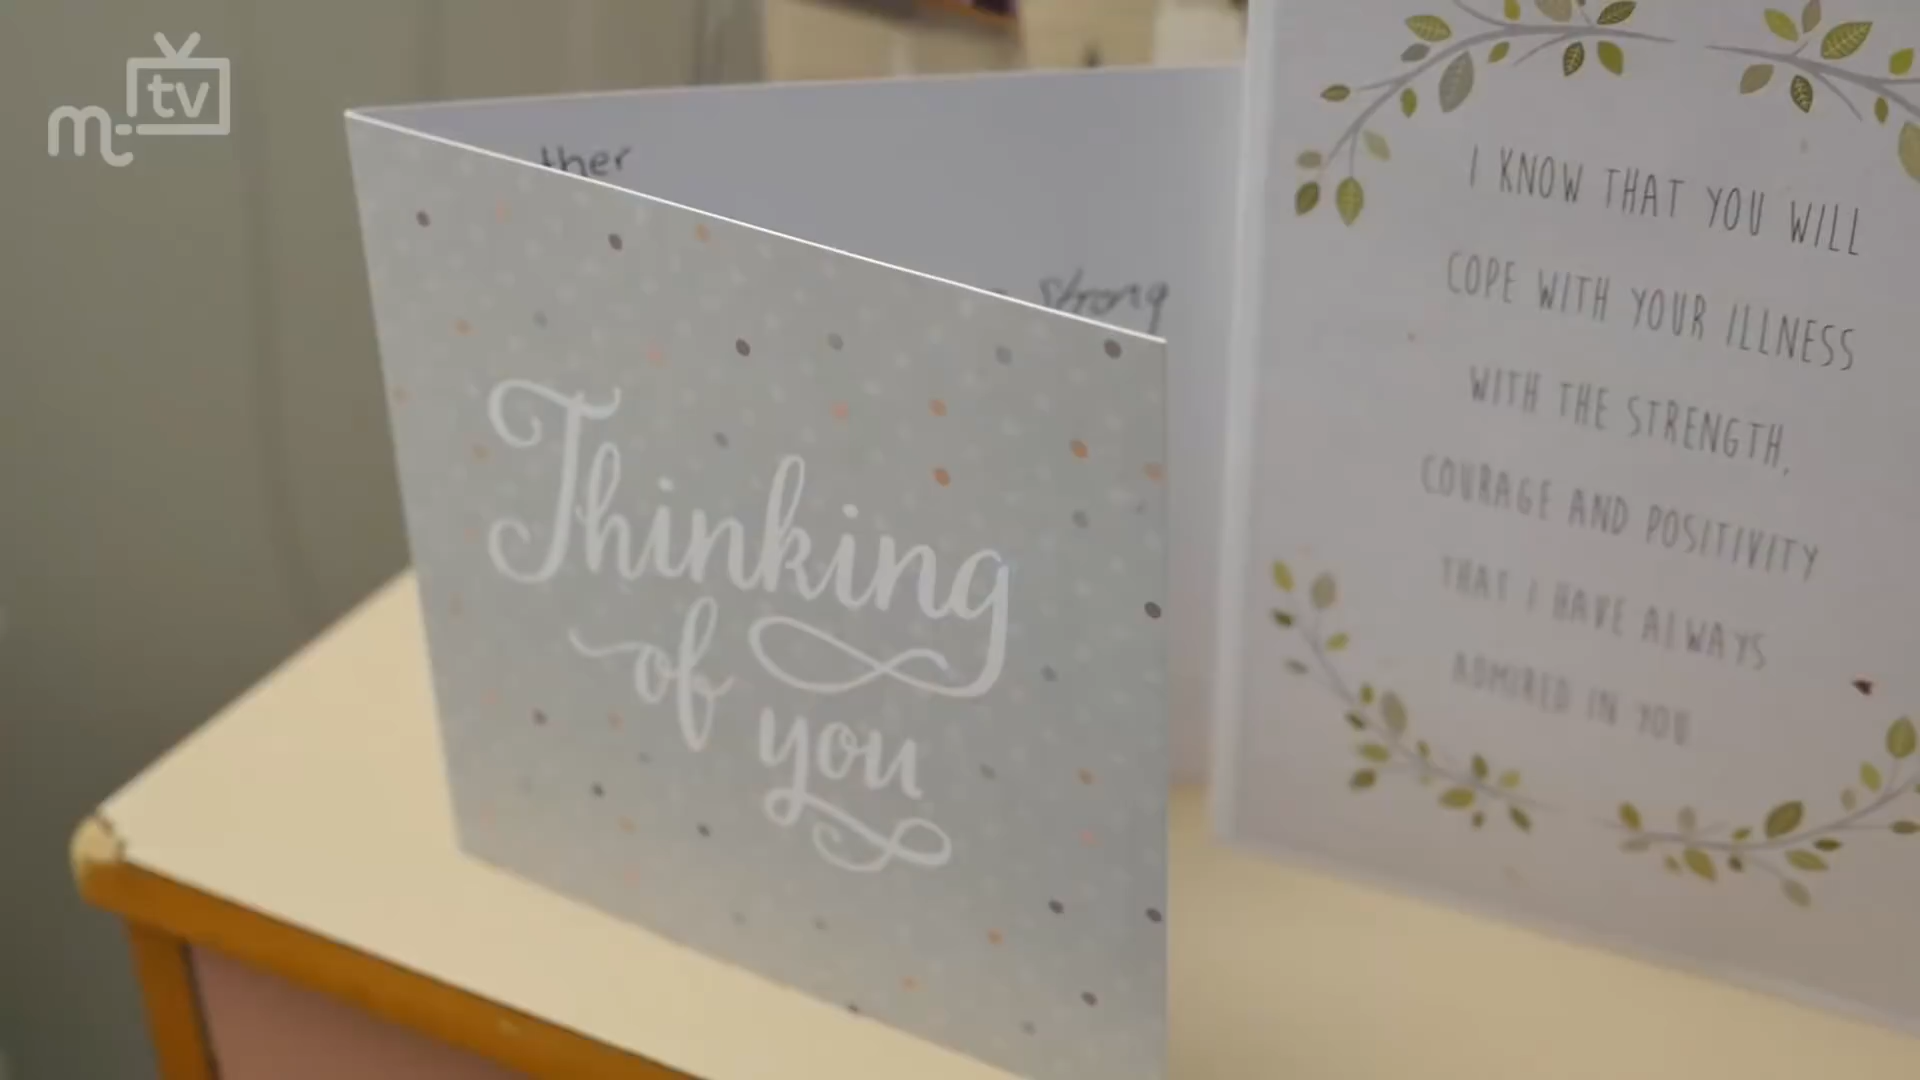 m tv
ther
strong
Thinking
of you
I KNOW THAT YOU WILL
COPE WITH YOUR ILLNESS
WITH THE STRENGTH,
COURAGE AND POSITIVITY
THAT I HAVE ALWAYS
ADMIRED IN YOU